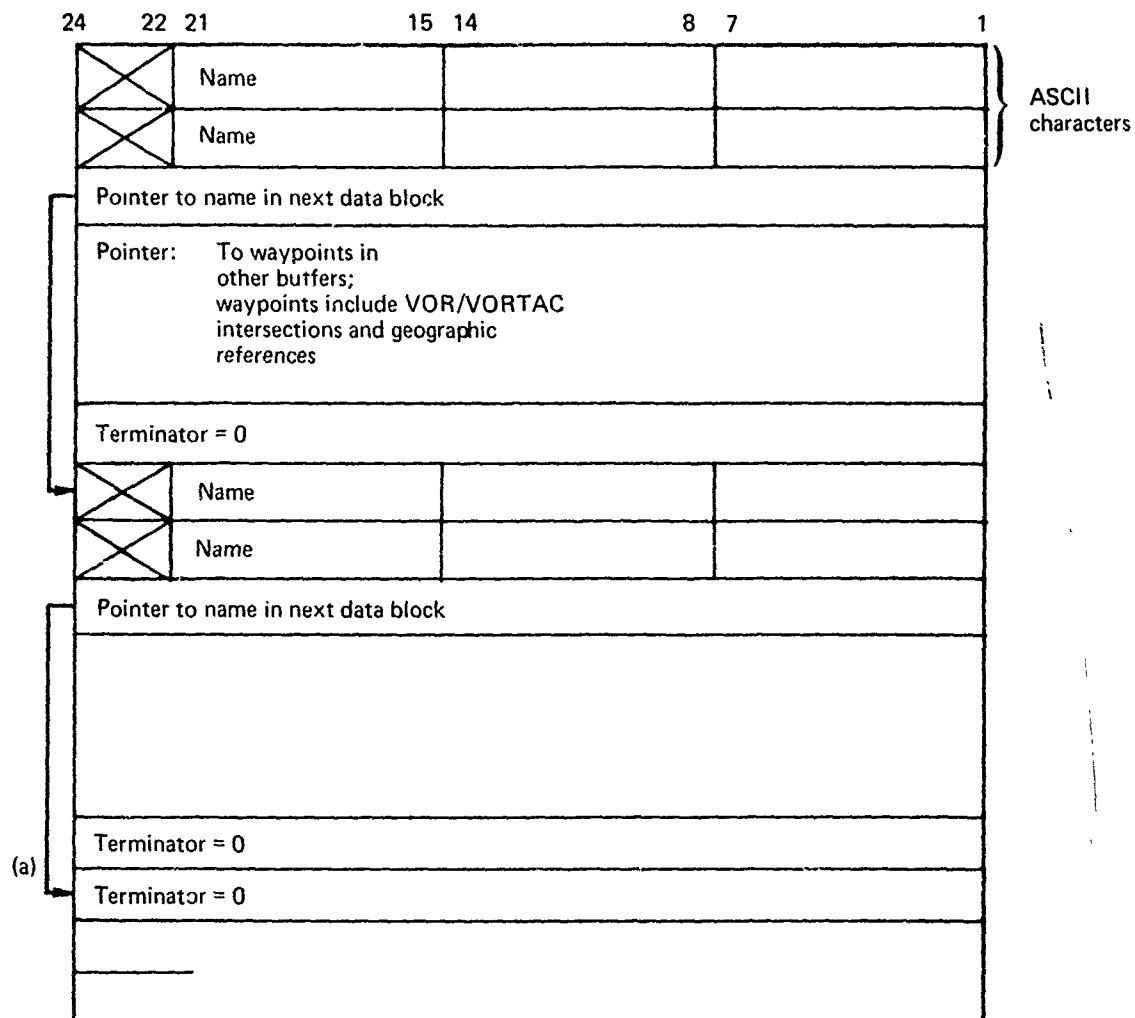 24 22 21 15 14 8 7 1
Name
ASCII
characters
Name
Pointer to name in next data block
Pointer: To waypoints in
other buffers;
waypoints include VOR/VORTAC
intersections and geographic
references
Terminator = 0
Name
Name
Pointer to name in next data block
Terminator = 0
(a)
Terminator = 0